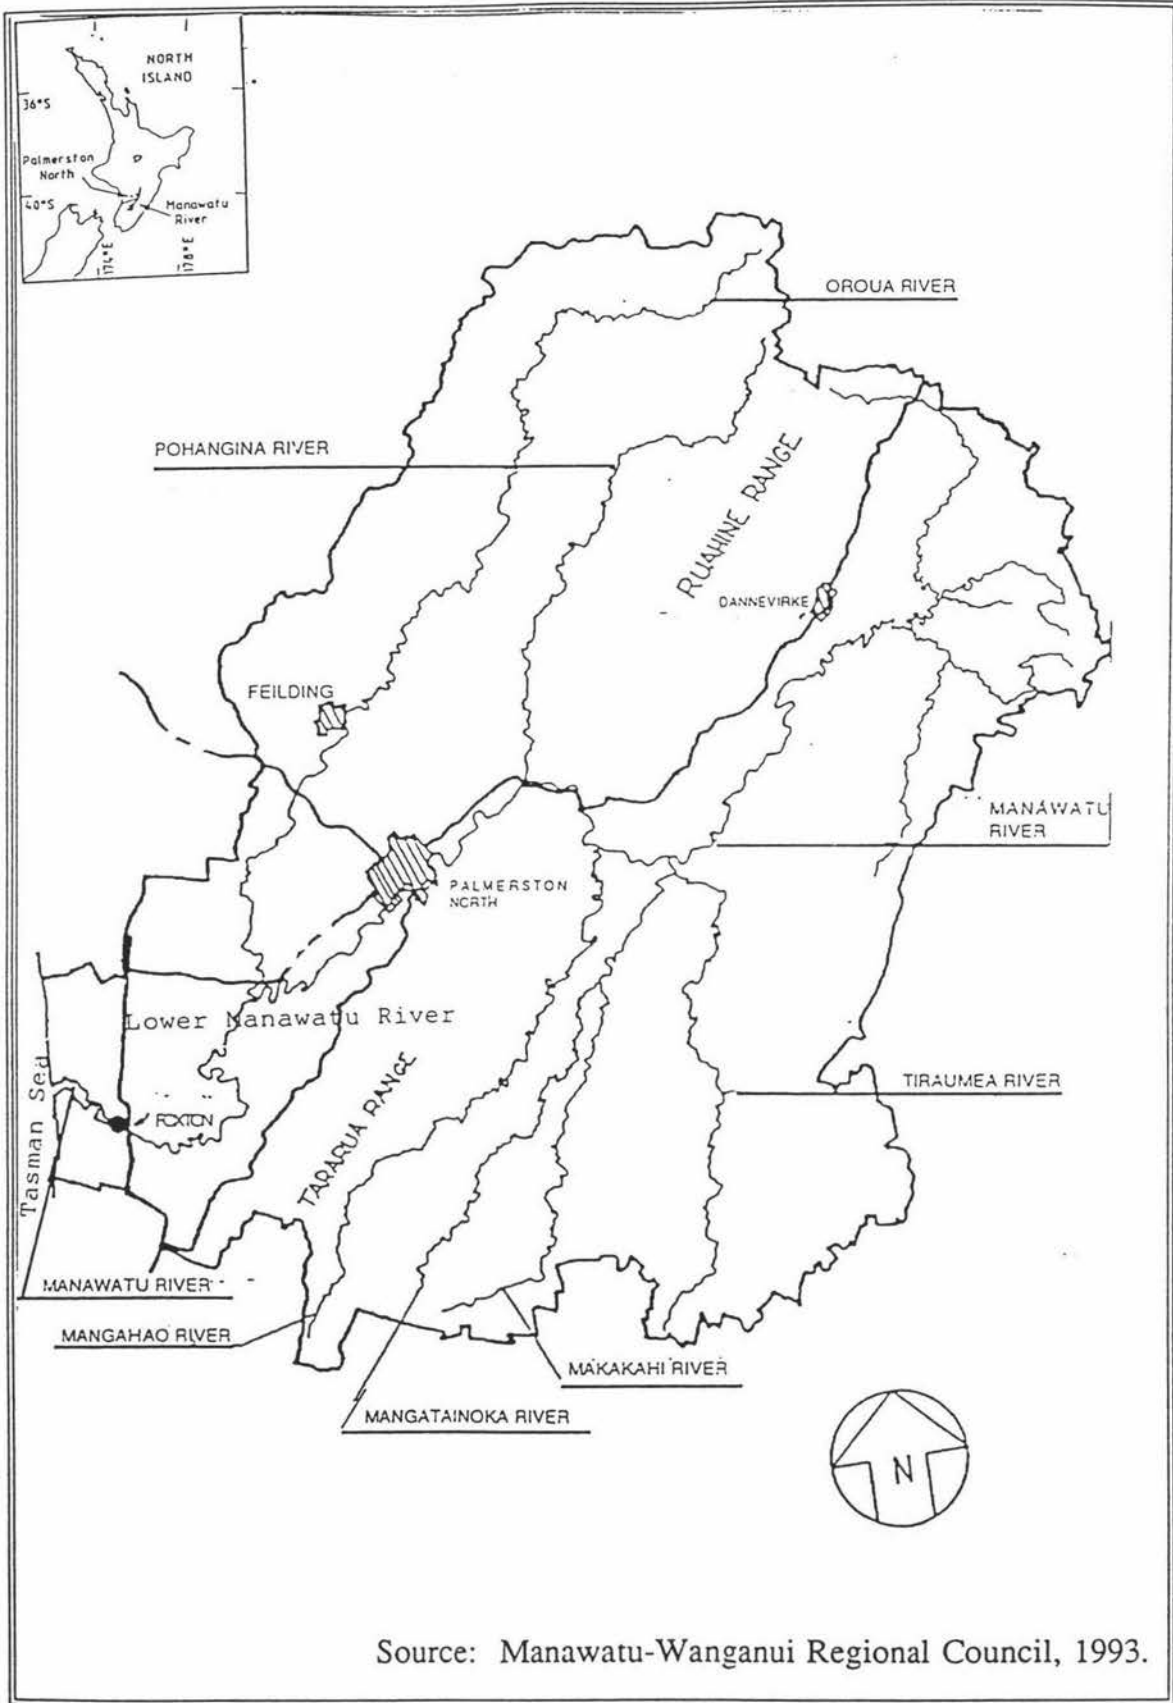 NORTH
ISLAND
36°S
Palmerston
North
40°S
Manawatu
River
174°E
178°E
OROUA RIVER
POHANGINA RIVER
RUAHINE RANGE
DANNEVIRKE
FEILDING
MANAWATU
RIVER
PALMERSTON
NORTH
Lower Manawatu River
Tasman Sea
FOXTON
TARARUA RANGE
TIRAUMEA RIVER
MANAWATU RIVER
MANGAHAO RIVER
MAKAKAHI RIVER
MANGATAINOKA RIVER
N
Source: Manawatu-Wanganui Regional Council, 1993.